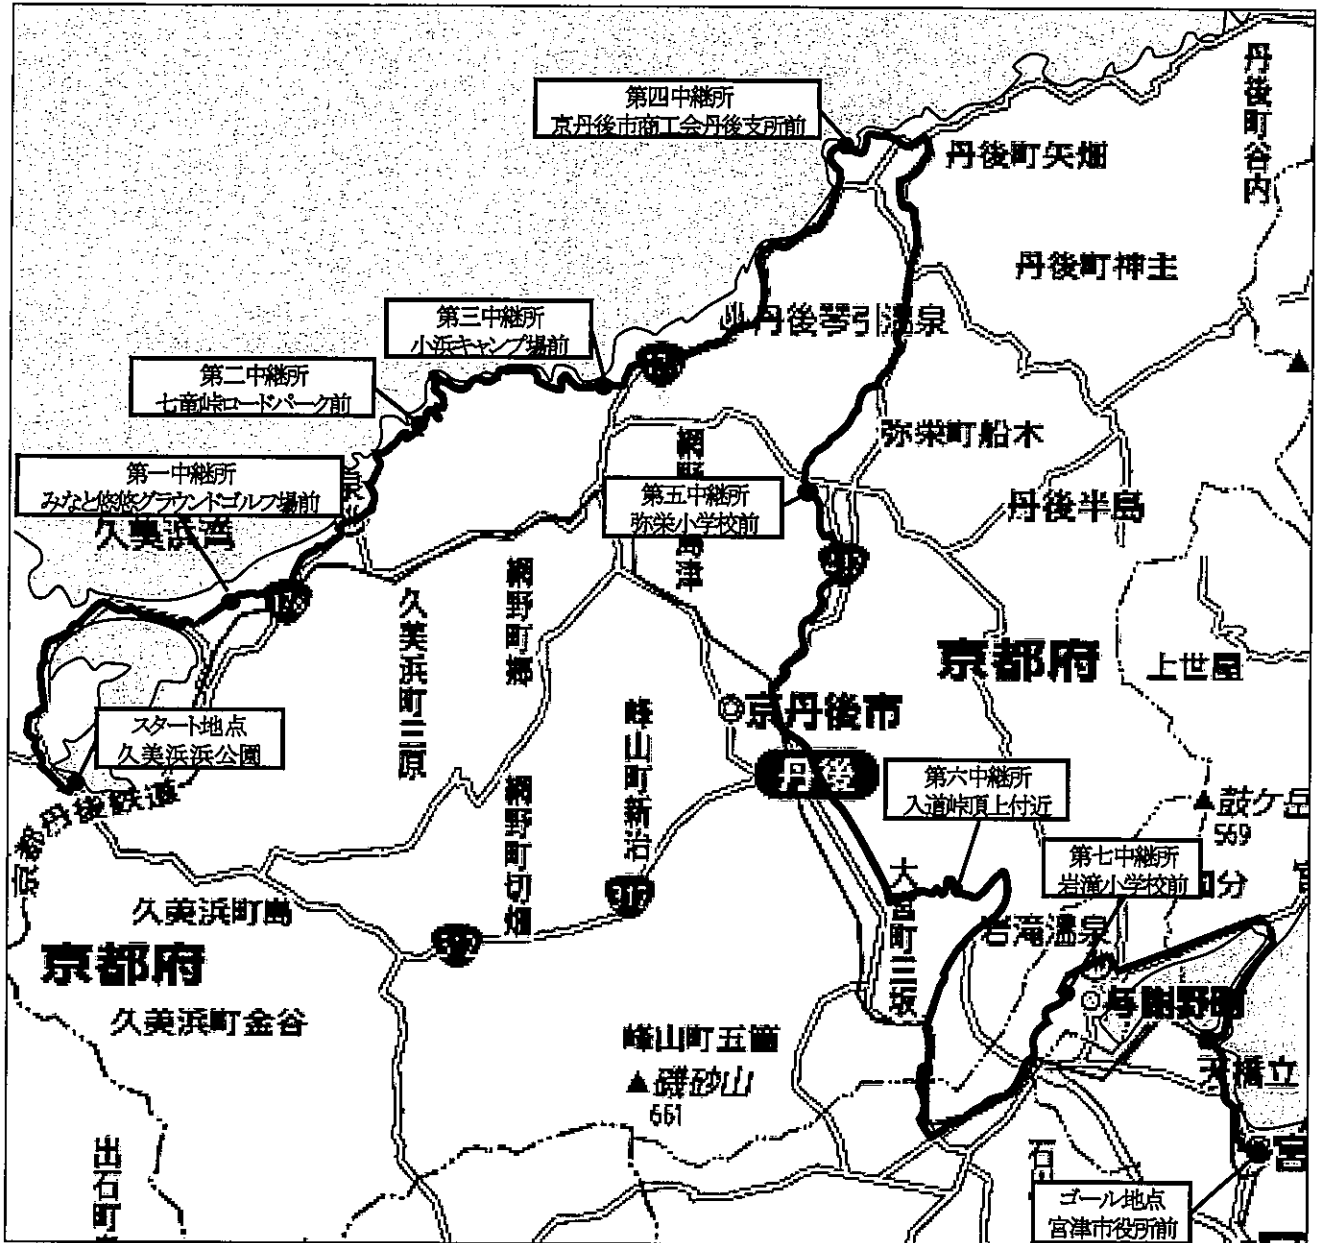 丹後町谷内
第四中継所
京丹後市商工会丹後支所前
丹後町矢畑
丹後町神主
第三中継所
小浜キャンプ場前
丹後琴引温泉
第二中継所
七竜峠ロードパーク前
弥栄町船木
第一中継所
みなと悠悠グラウンドゴルフ場前
久美浜湾
第五中継所
弥栄小学校前
丹後半島
網野町郷
久美浜町三原
京都府
上世屋
スタート地点
久美浜浜公園
京丹後市
峰山町新治
丹後
第六中継所
入道峠頂上付近
鼓ケ岳
569
京都丹後鉄道
網野町切畑
312
大宮町三坂
第七中継所
岩滝小学校前
久美浜町島
岩滝温泉
京都府
与謝野町
久美浜町金谷
峰山町五箇
磯砂山
661
天橋立
出石町
ゴール地点
宮津市役所前